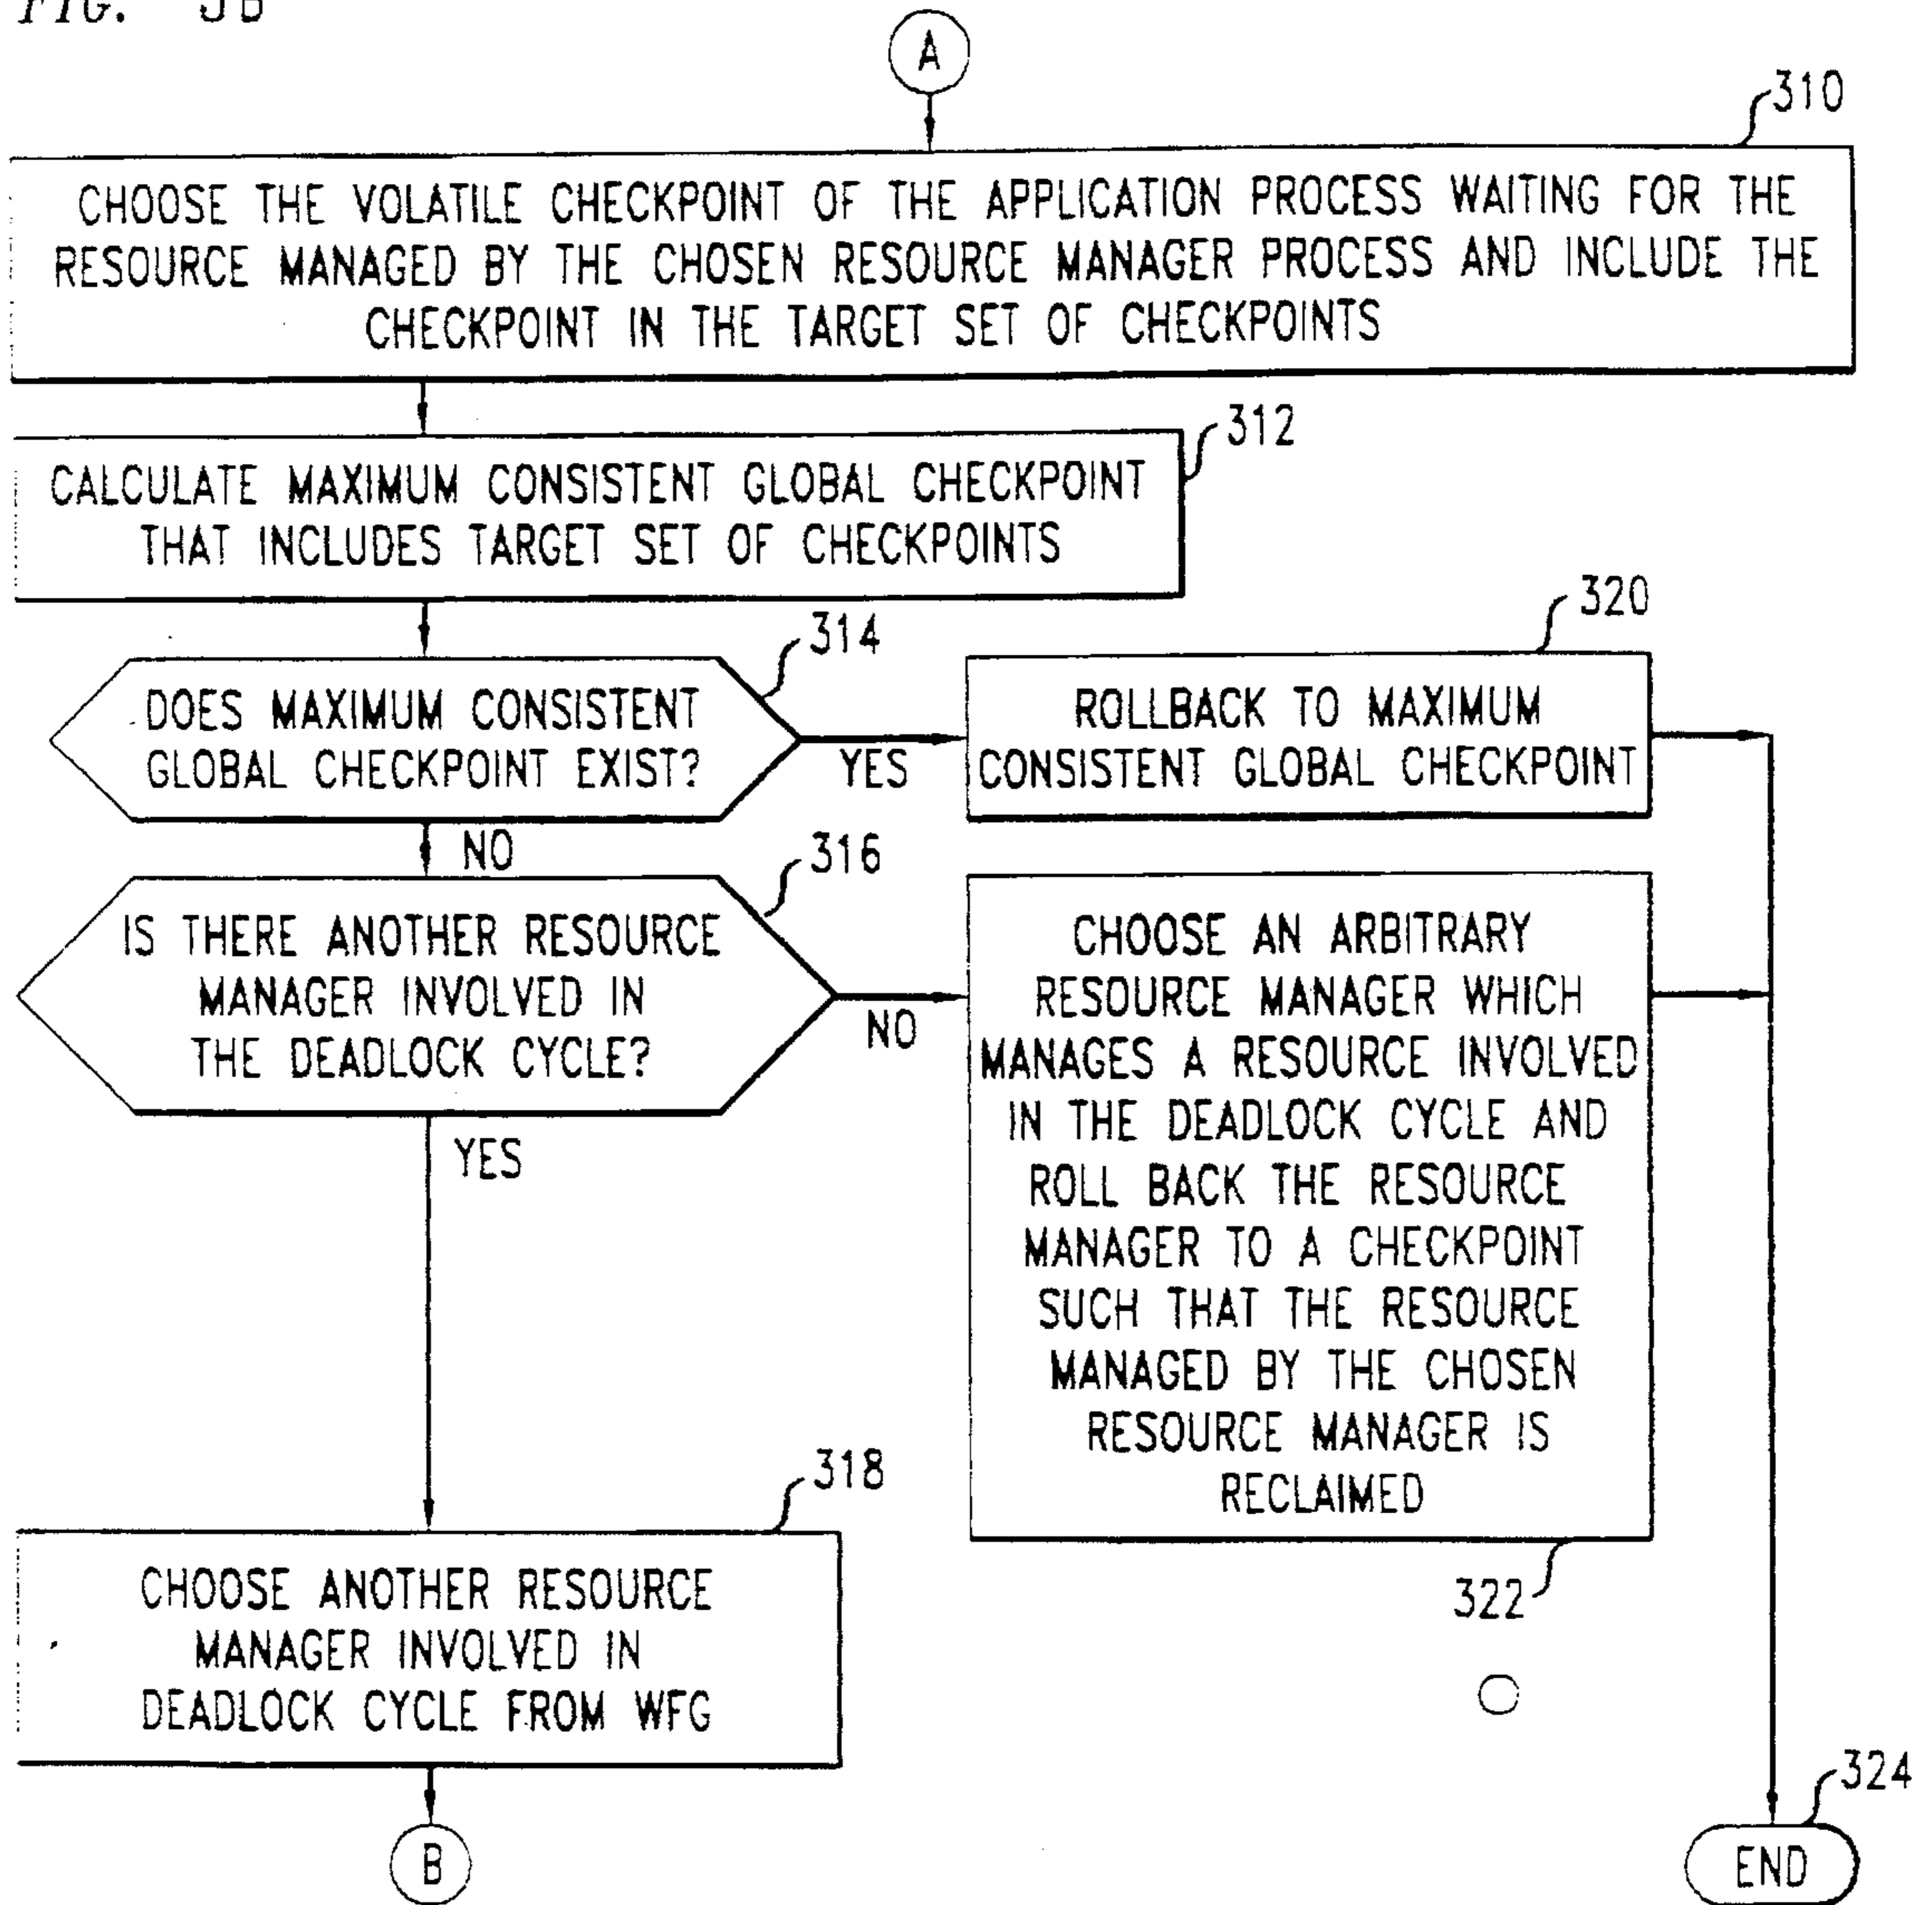 FIG. 3B
A
310
CHOOSE THE VOLATILE CHECKPOINT OF THE APPLICATION PROCESS WAITING FOR THE
RESOURCE MANAGED BY THE CHOSEN RESOURCE MANAGER PROCESS AND INCLUDE THE
CHECKPOINT IN THE TARGET SET OF CHECKPOINTS
312
CALCULATE MAXIMUM CONSISTENT GLOBAL CHECKPOINT
THAT INCLUDES TARGET SET OF CHECKPOINTS
314
DOES MAXIMUM CONSISTENT
GLOBAL CHECKPOINT EXIST?
YES
NO
320
ROLLBACK TO MAXIMUM
CONSISTENT GLOBAL CHECKPOINT
316
IS THERE ANOTHER RESOURCE
MANAGER INVOLVED IN
THE DEADLOCK CYCLE?
NO
YES
CHOOSE AN ARBITRARY
RESOURCE MANAGER WHICH
MANAGES A RESOURCE INVOLVED
IN THE DEADLOCK CYCLE AND
ROLL BACK THE RESOURCE
MANAGER TO A CHECKPOINT
SUCH THAT THE RESOURCE
MANAGED BY THE CHOSEN
RESOURCE MANAGER IS
RECLAIMED
322
318
CHOOSE ANOTHER RESOURCE
MANAGER INVOLVED IN
DEADLOCK CYCLE FROM WFG
B
324
END